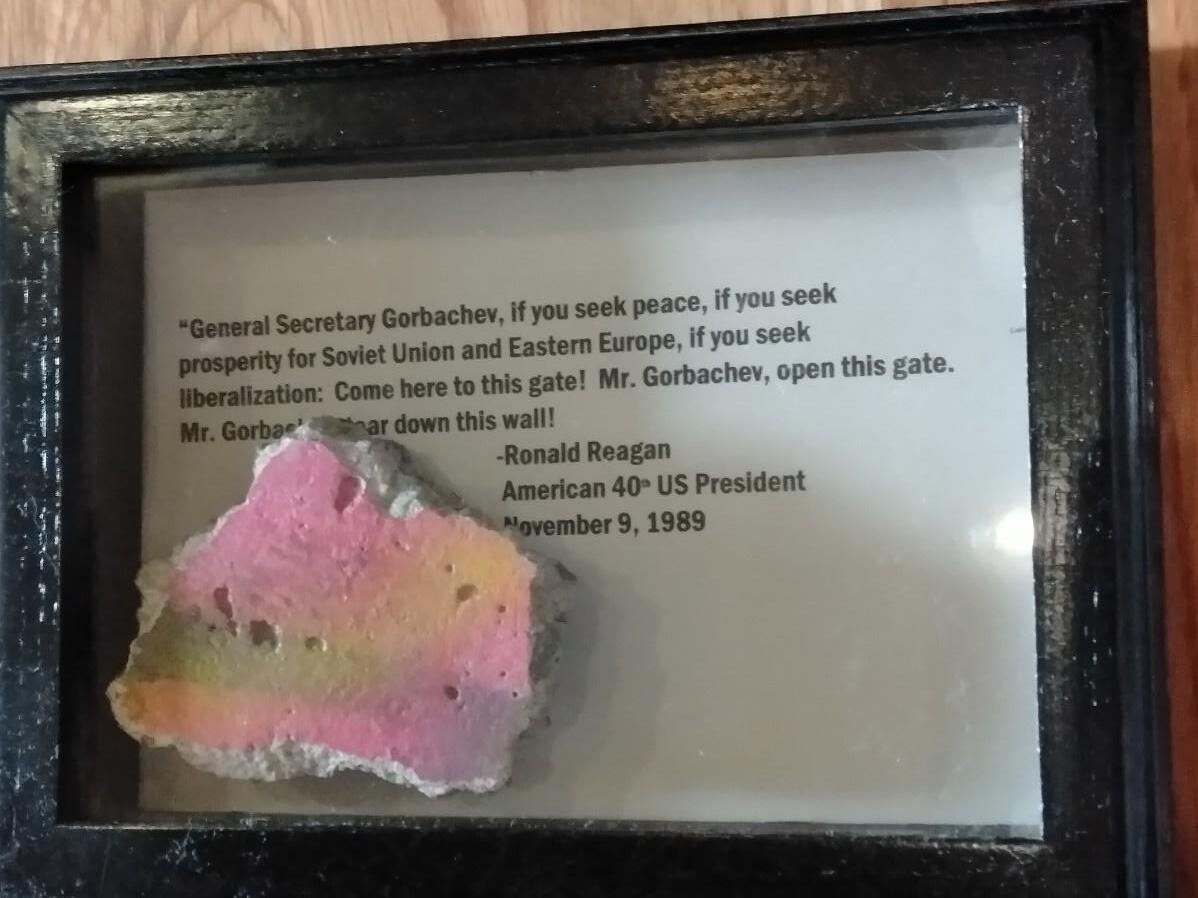 “General Secretary Gorbachev, if you seek peace, if you seek
prosperity for Soviet Union and Eastern Europe, if you seek
liberalization: Come here to this gate! Mr. Gorbachev, open this gate.
Mr. down this wall!
-Ronald Reagan
American 40th US President
November 9, 1989